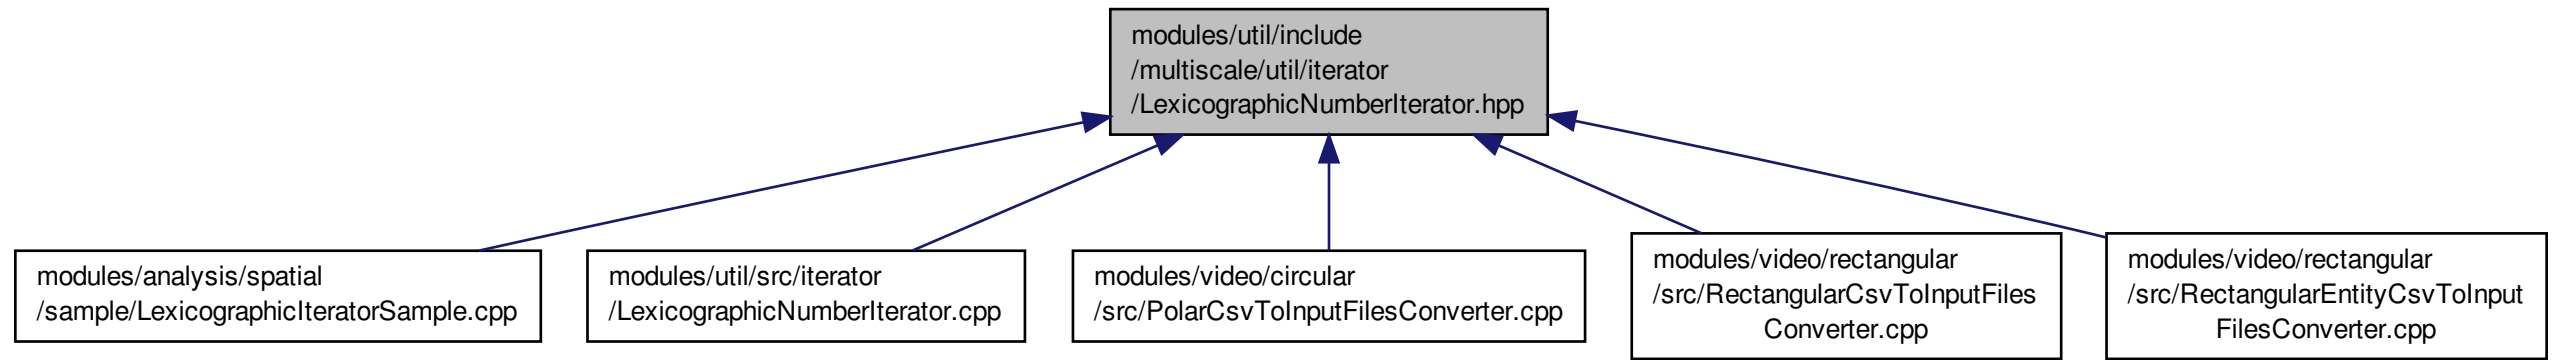 modules/util/include
/multiscale/util/iterator
/LexicographicNumberIterator.hpp
modules/analysis/spatial
/sample/LexicographicIteratorSample.cpp
modules/util/src/iterator
/LexicographicNumberIterator.cpp
modules/video/circular
/src/PolarCsvToInputFilesConverter.cpp
modules/video/rectangular
/src/RectangularCsvToInputFiles
Converter.cpp
modules/video/rectangular
/src/RectangularEntityCsvToInput
FilesConverter.cpp